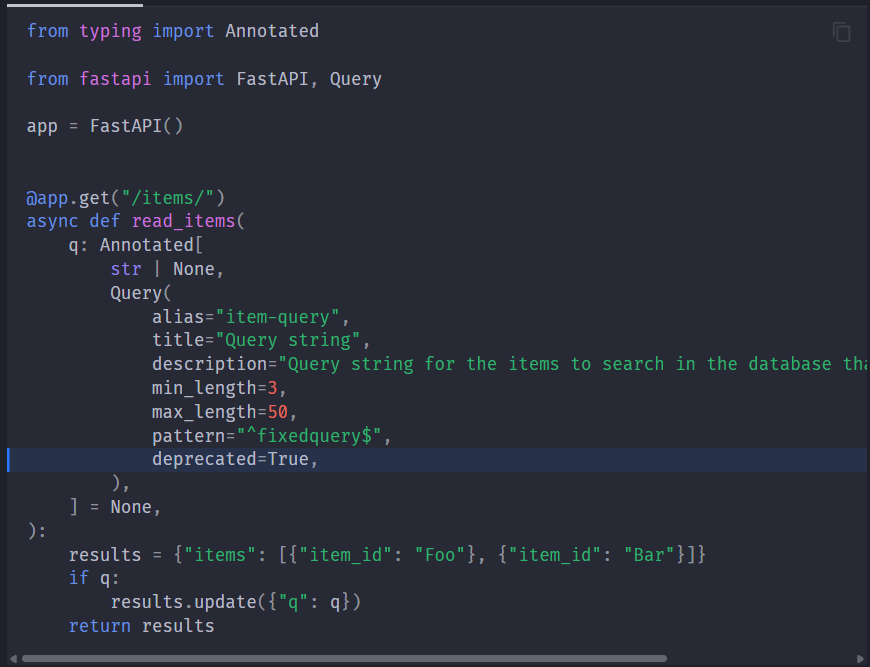 from typing import Annotated
from fastapi import FastAPI, Query
app = FastAPI()
@app.get("/items/")
async def read_items(
    q: Annotated[
        str | None,
        Query(
            alias="item-query",
            title="Query string",
            description="Query string for the items to search in the database
            min_length=3,
            max_length=50,
            pattern="^fixedquery$",
            deprecated=True,
        ),
    ] = None,
):
    results = {"items": [{"item_id": "Foo"}, {"item_id": "Bar"}]}
    if q:
        results.update({"q": q})
    return results